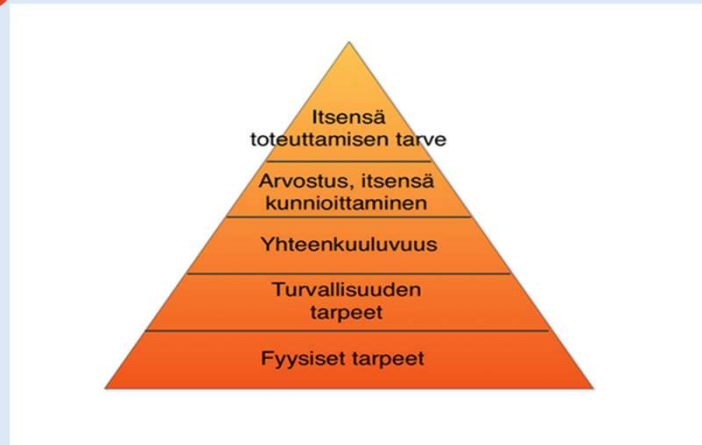 Itsensä
toteuttamisen tarve
Arvostus, itsensä
kunnioittaminen
Yhteenkuuluvuus
Turvallisuuden
tarpeet
Fyysiset tarpeet